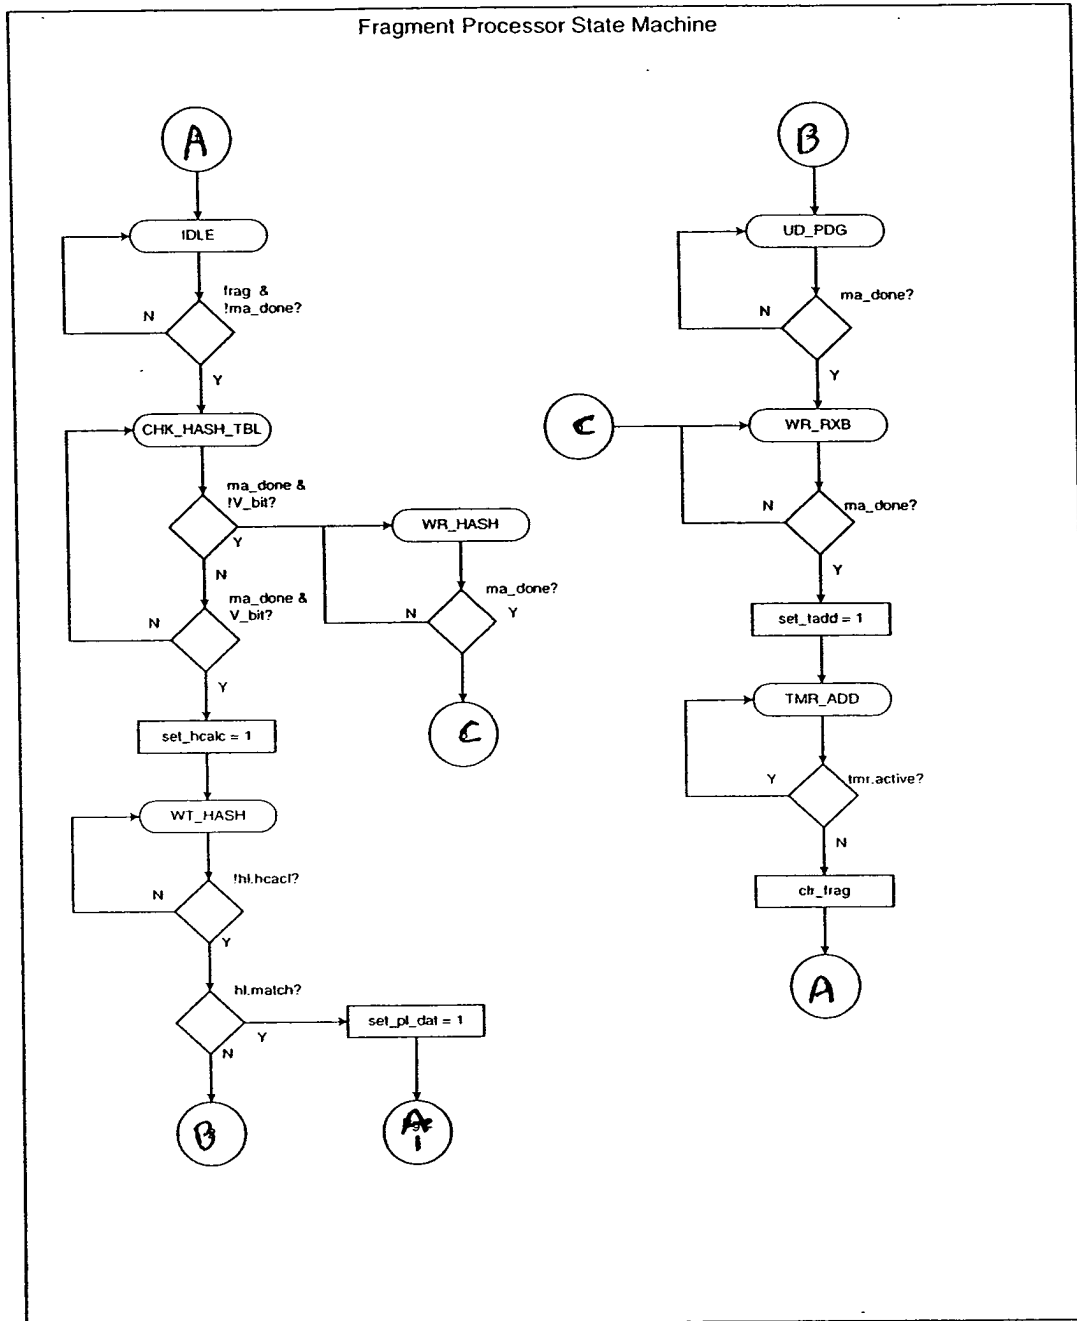 Fragment Processor State Machine
A
IDLE
frag &
!ma_done?
N
Y
CHK_HASH_TBL
ma_done &
!V_bit?
Y
N
WR_HASH
ma_done?
N
Y
C
ma_done &
V_bit?
N
Y
set_hcalc = 1
WT_HASH
!hl.hcacl?
N
Y
hl.match?
Y
N
set_pl_dat = 1
B
A
1
B
UD_PDG
ma_done?
N
Y
C
WR_RXB
ma_done?
N
Y
set_tadd = 1
TMR_ADD
tmr.active?
Y
N
clr_frag
A